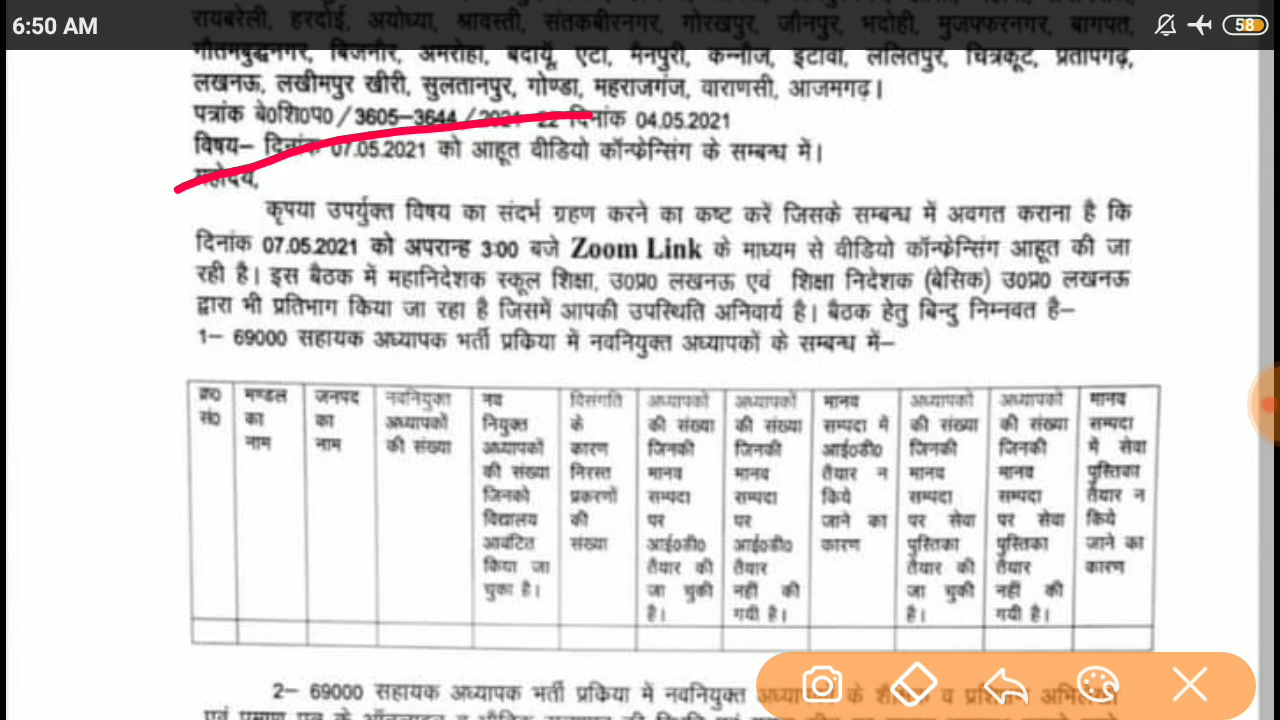 6:50 AM
58
रायबरेली, हरदोई, अयोध्या, श्रावस्ती, संतकबीरनगर, गोरखपुर, जौनपुर, भदोही, मुजफ्फरनगर, बागपत,
गौतमबुद्धनगर, बिजनौर, अमरोहा, बदायूं, एटा, मैनपुरी, कन्नौज, इटावा, ललितपुर, चित्रकूट, प्रतापगढ़,
लखनऊ, लखीमपुर खीरी, सुलतानपुर, गोण्डा, महराजगंज, वाराणसी, आजमगढ़।
पत्रांक बे0शि0प0 / 3605-3644 / 2021-22 दिनांक 04.05.2021
विषय– दिनांक 07.05.2021 को आहूत वीडियो कॉन्फ्रेन्सिंग के सम्बन्ध में।
महोदय,
कृपया उपर्युक्त विषय का संदर्भ ग्रहण करने का कष्ट करें जिसके सम्बन्ध में अवगत कराना है कि
दिनांक 07.05.2021 को अपरान्ह 3:00 बजे Zoom Link के माध्यम से वीडियो कॉन्फ्रेन्सिंग आहूत की जा
रही है। इस बैठक में महानिदेशक स्कूल शिक्षा, उ0प्र0 लखनऊ एवं शिक्षा निदेशक (बेसिक) उ0प्र0 लखनऊ
द्वारा भी प्रतिभाग किया जा रहा है जिसमें आपकी उपस्थिति अनिवार्य है। बैठक हेतु बिन्दु निम्नवत है–
1– 69000 सहायक अध्यापक भर्ती प्रकिया में नवनियुक्त अध्यापकों के सम्बन्ध में–
क्र0
सं0
मण्डल
का
नाम
जनपद
का
नाम
नवनियुक्त
अध्यापकों
की संख्या
नव
नियुक्त
अध्यापकों
की संख्या
जिनको
विद्यालय
आवंटित
किया जा
चुका है।
विसंगति
के
कारण
निरस्त
प्रकरणों
की
संख्या
अध्यापकों
की संख्या
जिनकी
मानव
सम्पदा
पर
आई0डी0
तैयार की
जा चुकी
है।
अध्यापकों
की संख्या
जिनकी
मानव
सम्पदा
पर
आई0डी0
तैयार
नहीं की
गयी है।
मानव
सम्पदा में
आई0डी0
तैयार न
किये
जाने का
कारण
अध्यापकों
की संख्या
जिनकी
मानव
सम्पदा
पर सेवा
पुस्तिका
तैयार की
जा चुकी
है।
अध्यापकों
की संख्या
जिनकी
मानव
सम्पदा
पर सेवा
पुस्तिका
तैयार
नहीं की
गयी है।
मानव
सम्पदा
में सेवा
पुस्तिका
तैयार न
किये
जाने का
कारण
2– 69000 सहायक अध्यापक भर्ती प्रकिया में नवनियुक्त के व